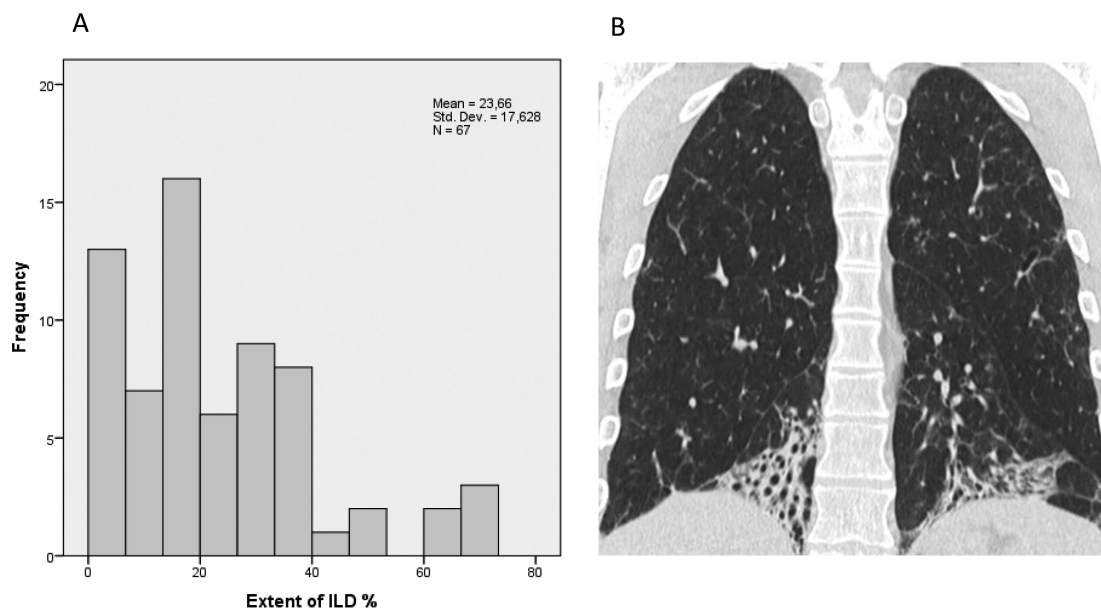 A
B
20
15
10
5
0
Frequency
Mean = 23,66
Std. Dev. = 17,628
N = 67
0 20 40 60 80
Extent of ILD %